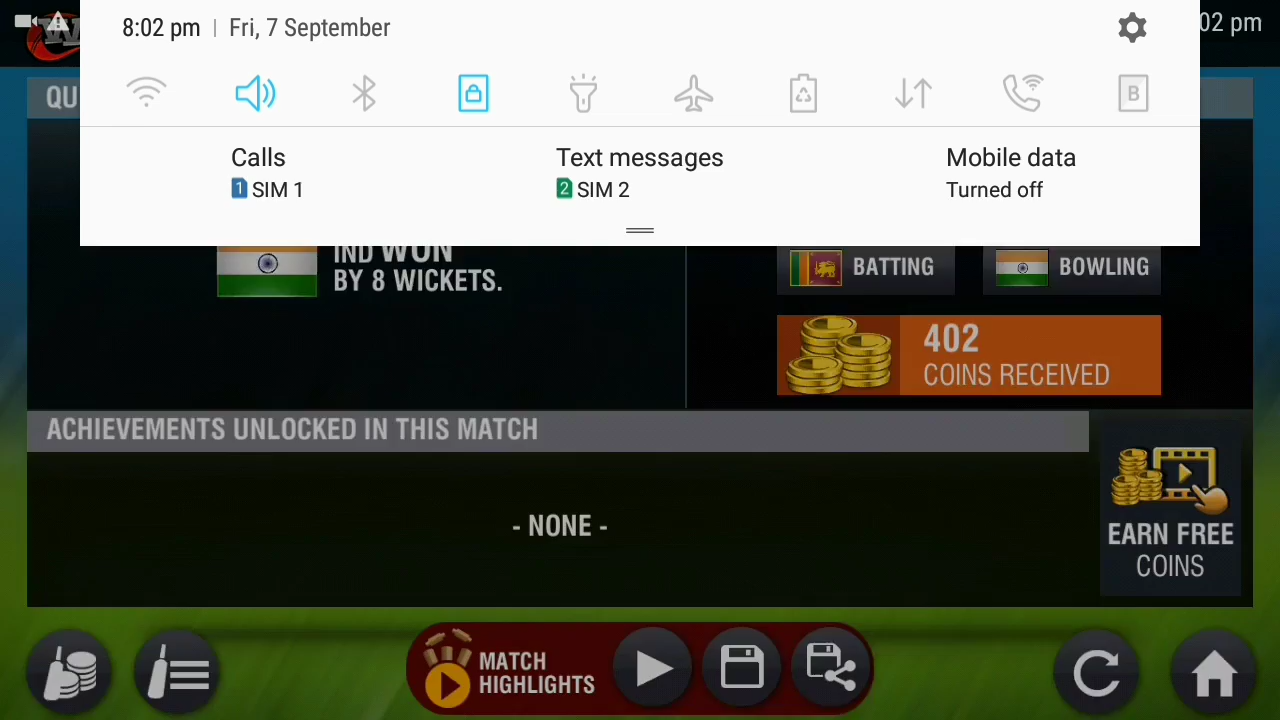 8:02 pm | Fri, 7 September
02 pm
QU
B
Calls
1 SIM 1
Text messages
2 SIM 2
Mobile data
Turned off
IND WON
BY 8 WICKETS.
BATTING
BOWLING
402
COINS RECEIVED
ACHIEVEMENTS UNLOCKED IN THIS MATCH
- NONE -
EARN FREE
COINS
MATCH
HIGHLIGHTS